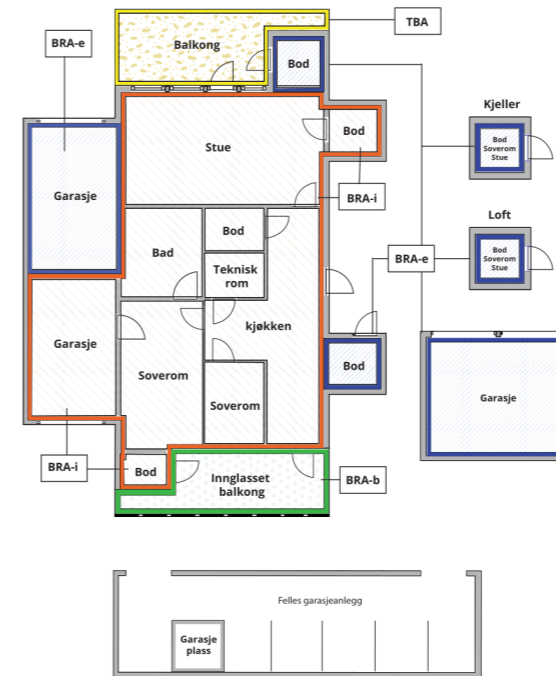 TBA
BRA-e
Balkong
Bod
Kjeller
Stue
Bod
Bod
Soverom
Stue
Garasje
BRA-i
Loft
Bad
Bod
Teknisk
rom
BRA-e
Bod
Soverom
Stue
Garasje
kjøkken
Soverom
Bod
Garasje
Soverom
BRA-i
Bod
Innglasset
balkong
BRA-b
Felles garasjeanlegg
Garasje
plass